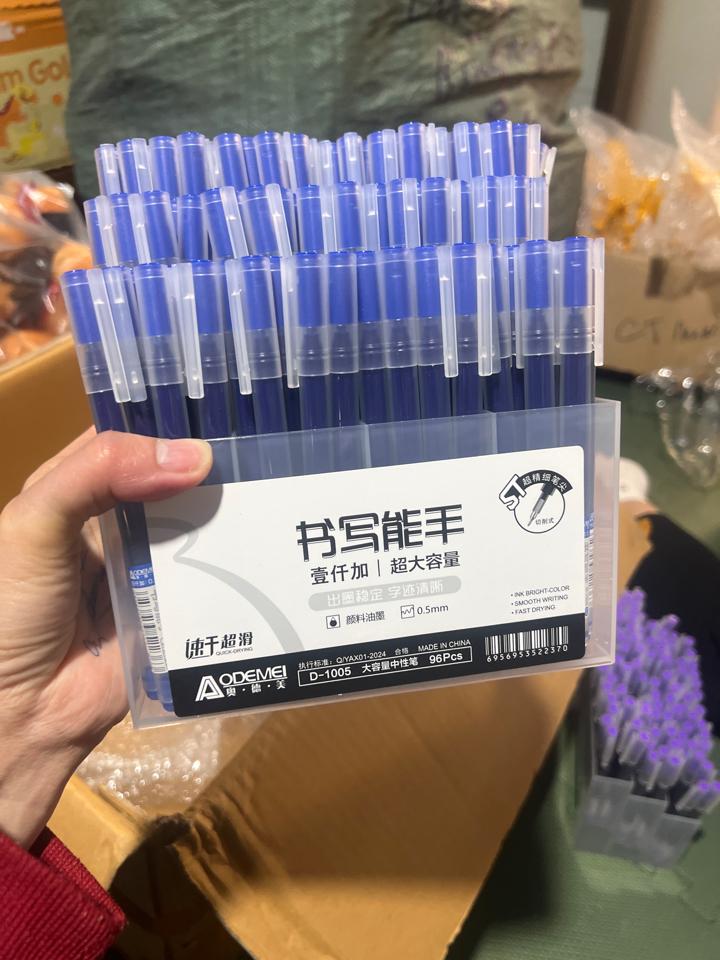 m Gol
CT
ST 超精细笔尖
切削式
书写能手
壹仟加 | 超大容量
出墨稳定 字迹清晰
颜料油墨 0.5mm
• INK BRIGHT-COLOR
• SMOOTH WRITING
• FAST DRYING
速干超滑
QUICK-DRYING
AODEMEI
奥·德·美
执行标准: Q/YAX01-2024 合格 MADE IN CHINA
D-1005 大容量中性笔 96Pcs
6956953522370